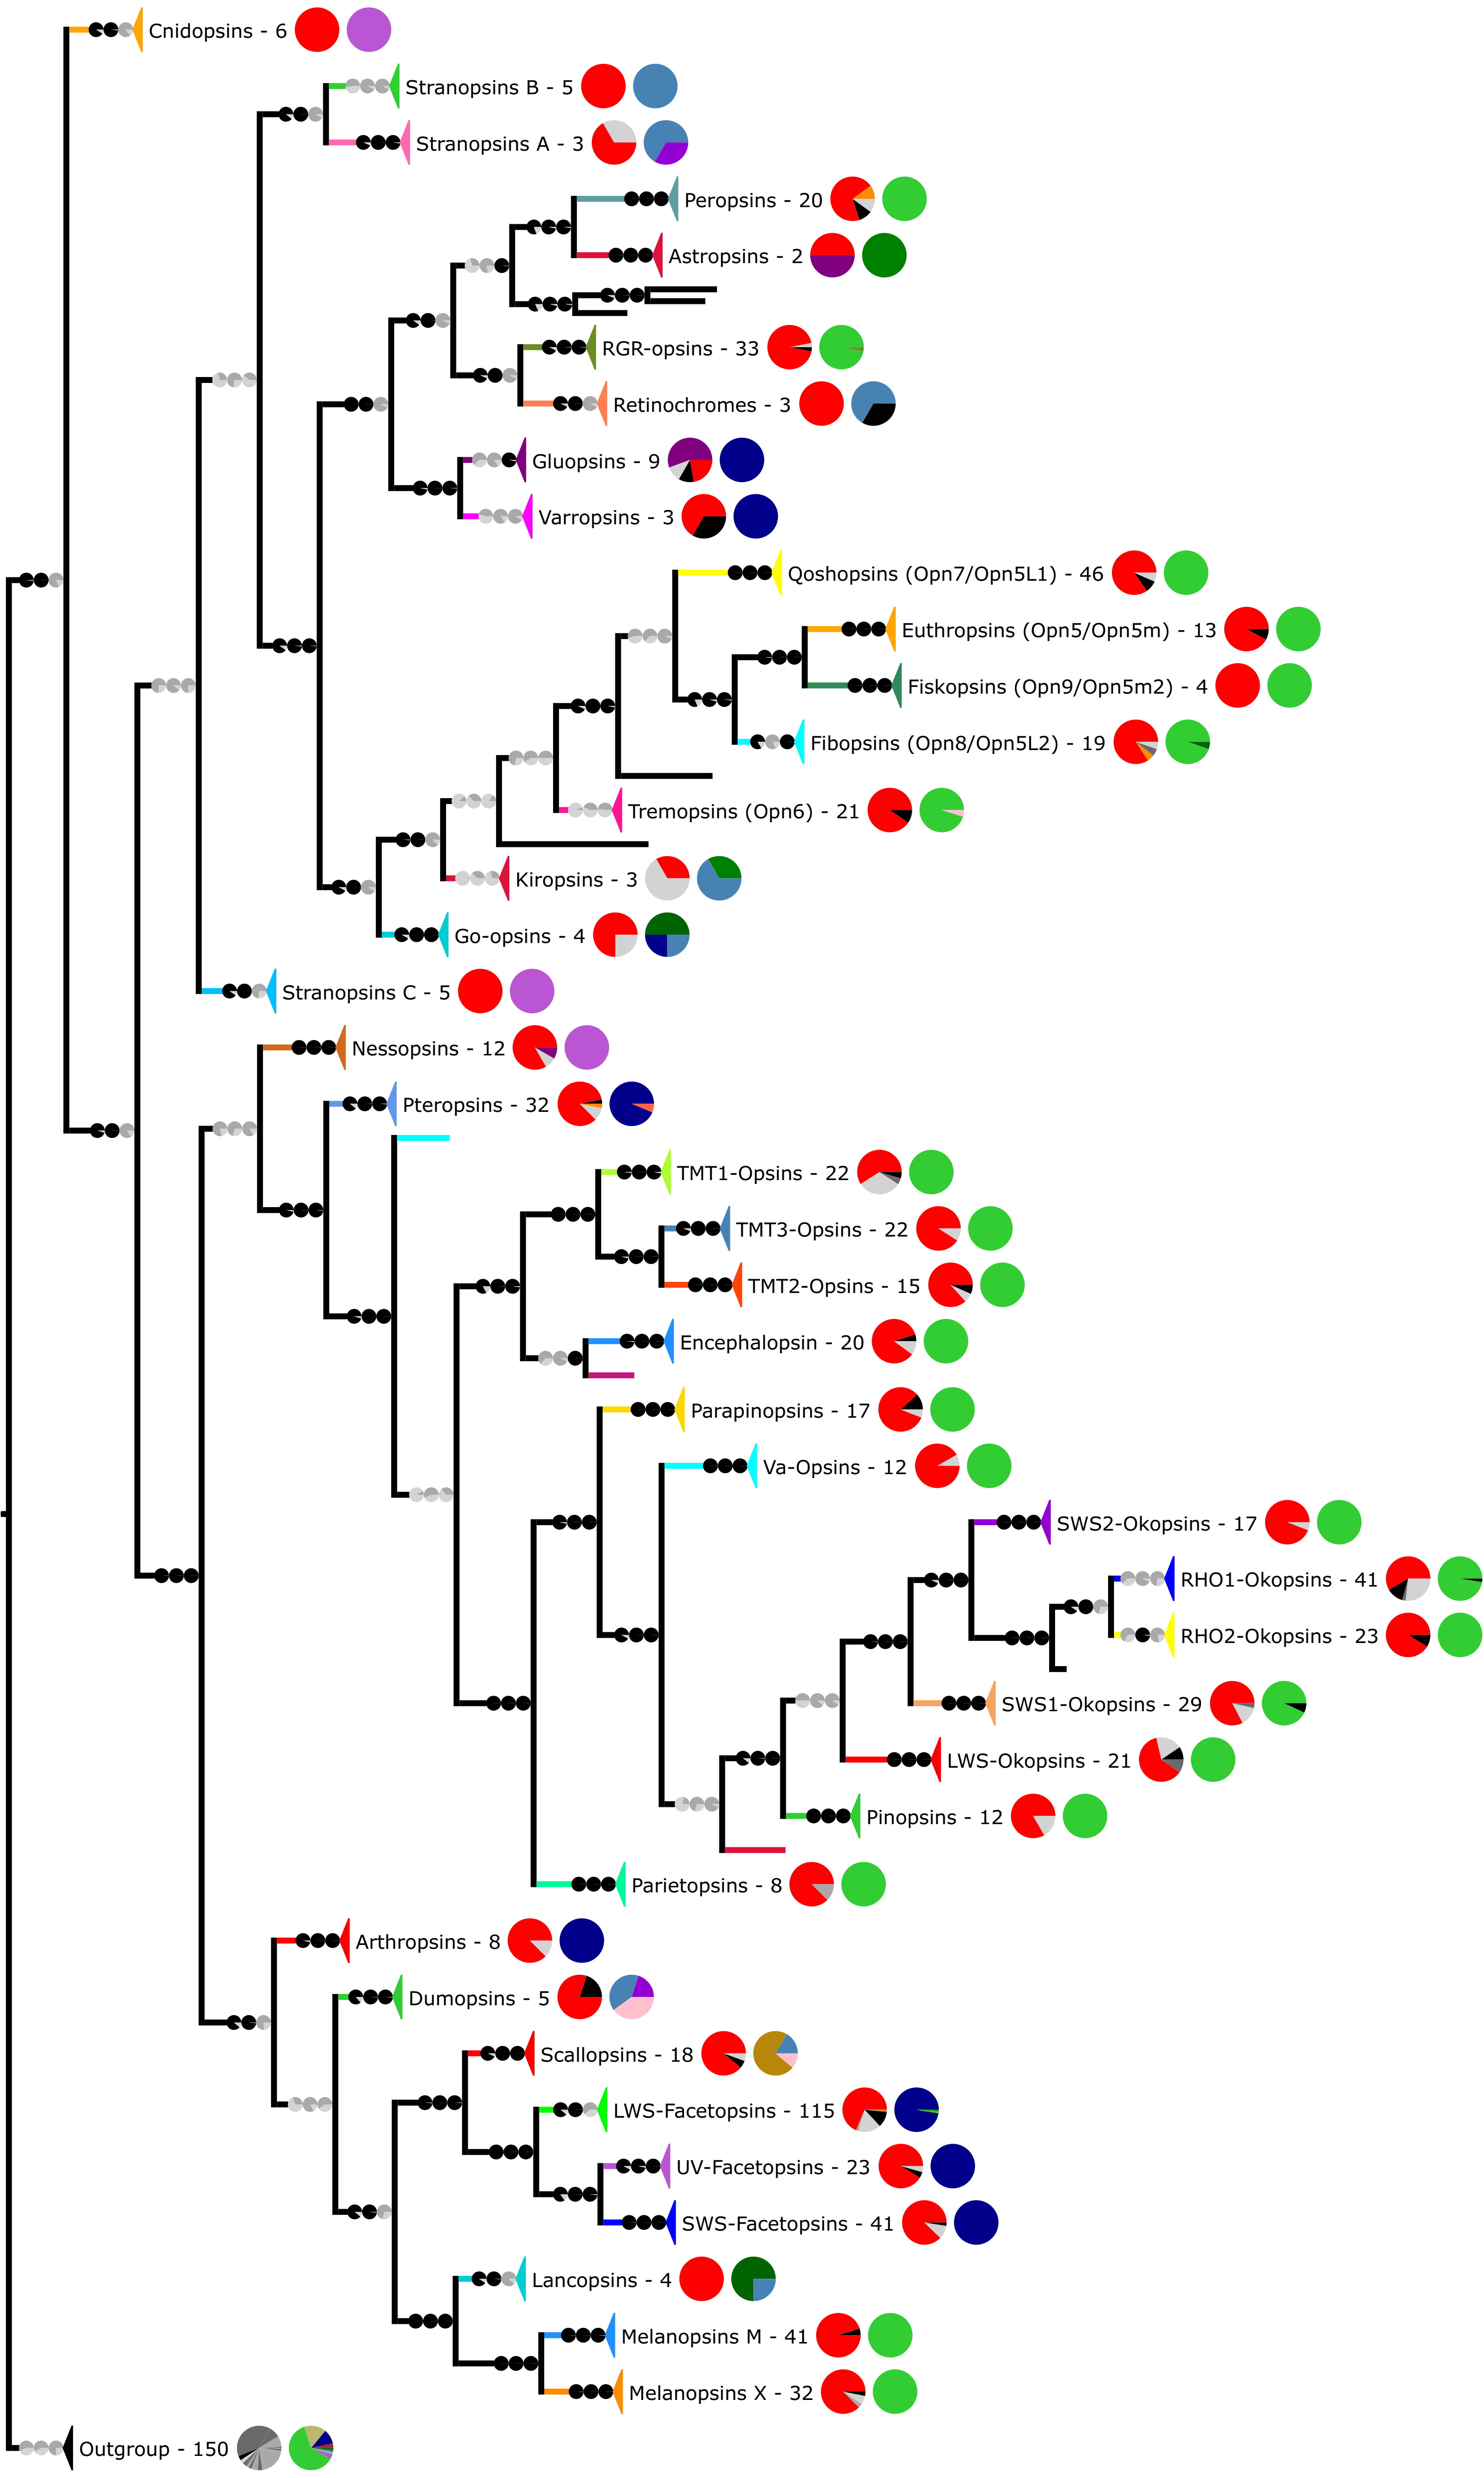 Cnidopsins - 6
Stranopsins B - 5
Stranopsins A - 3
Peropsins - 20
Astropsins - 2
RGR-opsins - 33
Retinochromes - 3
Gluopsins - 9
Varropsins - 3
Qoshopsins (Opn7/Opn5L1) - 46
Euthropsins (Opn5/Opn5m) - 13
Fiskopsins (Opn9/Opn5m2) - 4
Fibopsins (Opn8/Opn5L2) - 19
Tremopsins (Opn6) - 21
Kiropsins - 3
Go-opsins - 4
Stranopsins C - 5
Nessopsins - 12
Pteropsins - 32
TMT1-Opsins - 22
TMT3-Opsins - 22
TMT2-Opsins - 15
Encephalopsin - 20
Parapinopsins - 17
Va-Opsins - 12
SWS2-Okopsins - 17
RHO1-Okopsins - 41
RHO2-Okopsins - 23
SWS1-Okopsins - 29
LWS-Okopsins - 21
Pinopsins - 12
Parietopsins - 8
Arthropsins - 8
Dumopsins - 5
Scallopsins - 18
LWS-Facetopsins - 115
UV-Facetopsins - 23
SWS-Facetopsins - 41
Lancopsins - 4
Melanopsins M - 41
Melanopsins X - 32
Outgroup - 150